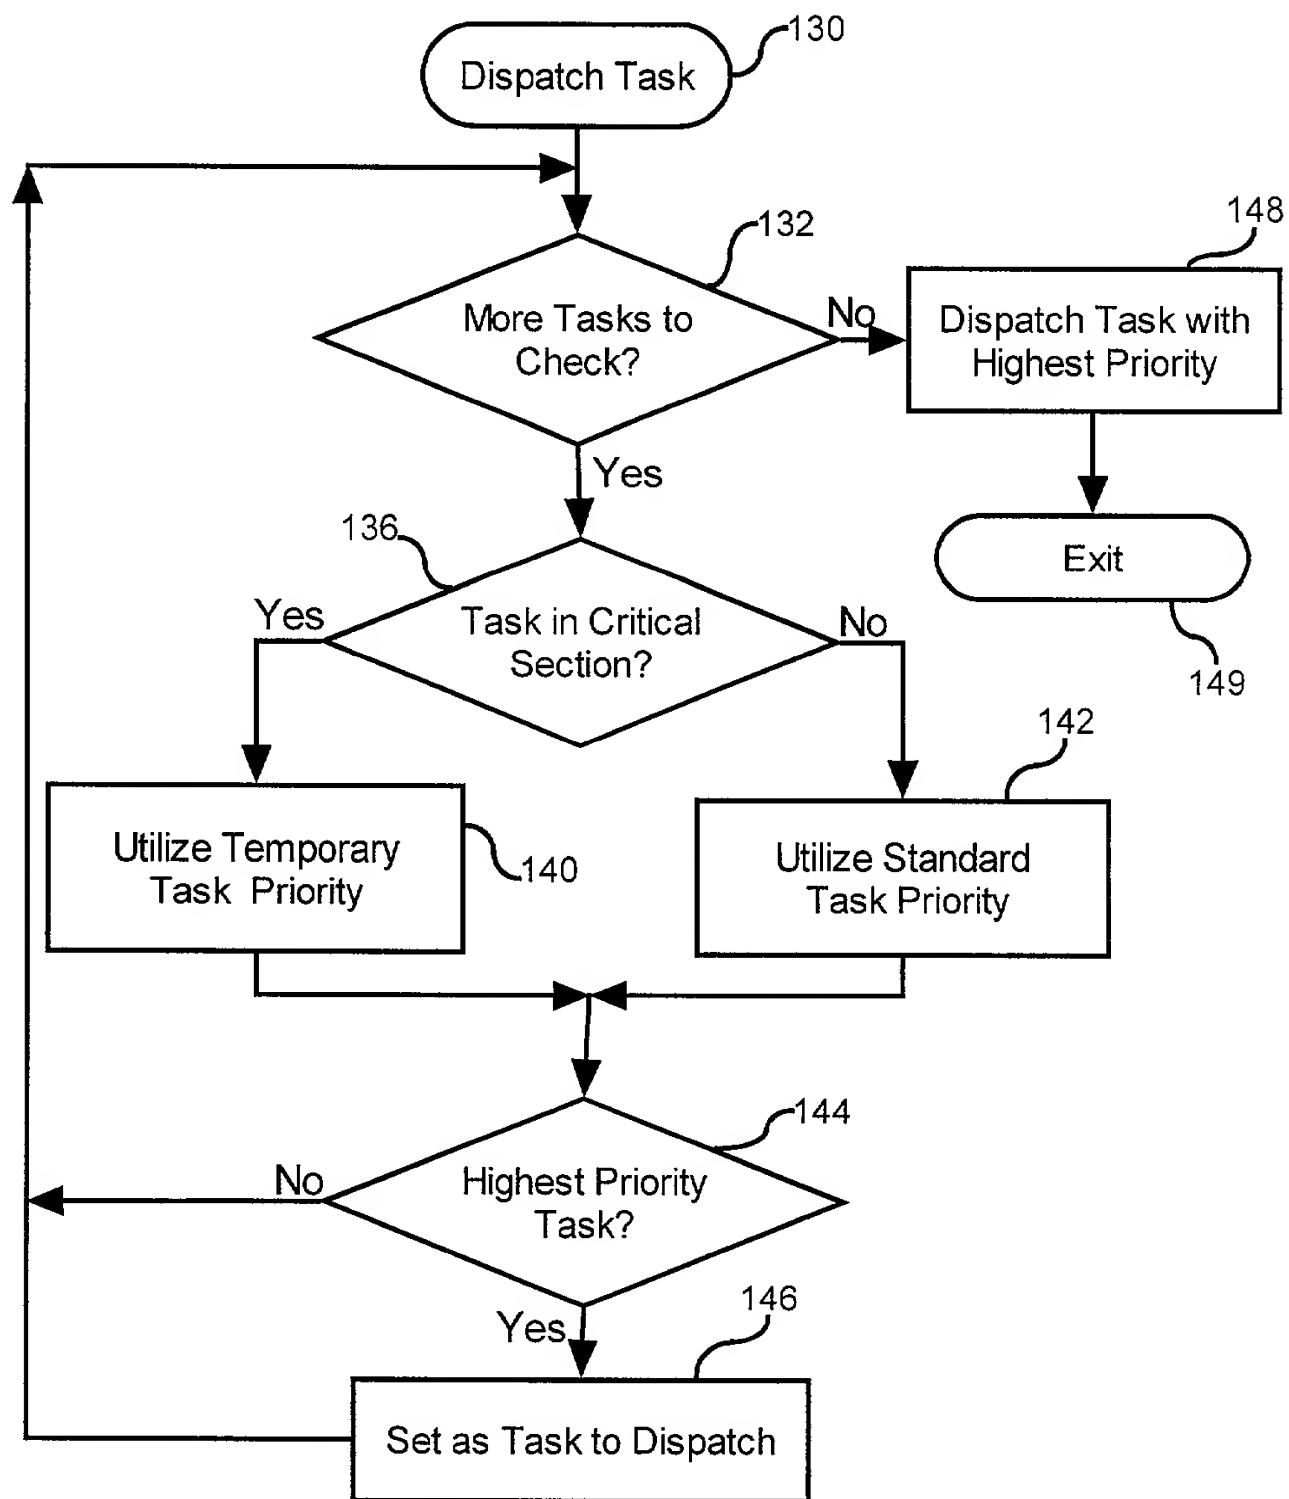 130
Dispatch Task
132
More Tasks to
Check?
No
148
Dispatch Task with
Highest Priority
Yes
Exit
149
136
Yes
Task in Critical
Section?
No
142
Utilize Temporary
Task Priority
140
Utilize Standard
Task Priority
144
No
Highest Priority
Task?
Yes
146
Set as Task to Dispatch